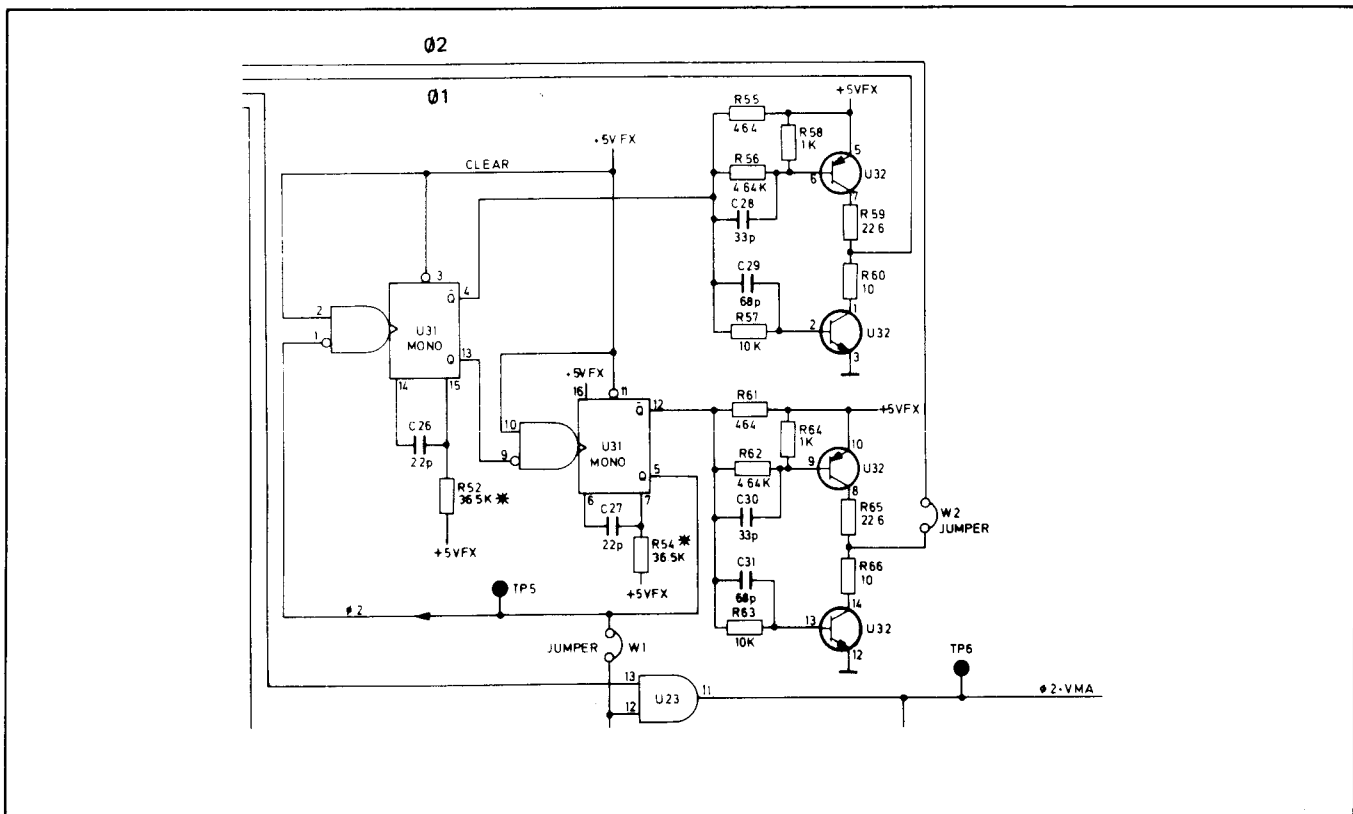 Ø2
Ø1
+5VFX
CLEAR
3
2
1
U31
MONO
Q̅
4
Q
13
14
15
C26
22p
R52
36.5K ✳
+5VFX
+5VFX
16
11
10
9
U31
MONO
Q̅
12
Q
5
6
7
C27
22p
R54 ✳
36.5K
+5VFX
TP5
ø2
JUMPER
W1
13
12
U23
11
TP6
ø2·VMA
+5VFX
R55
464
R58
1K
R56
4.64K
C28
33p
5
6
7
U32
R59
22.6
C29
68p
R57
10K
R60
10
1
2
3
U32
R61
464
R64
1K
+5VFX
R62
4.64K
C30
33p
10
9
8
U32
R65
22.6
W2
JUMPER
C31
68p
R63
10K
R66
10
14
13
12
U32